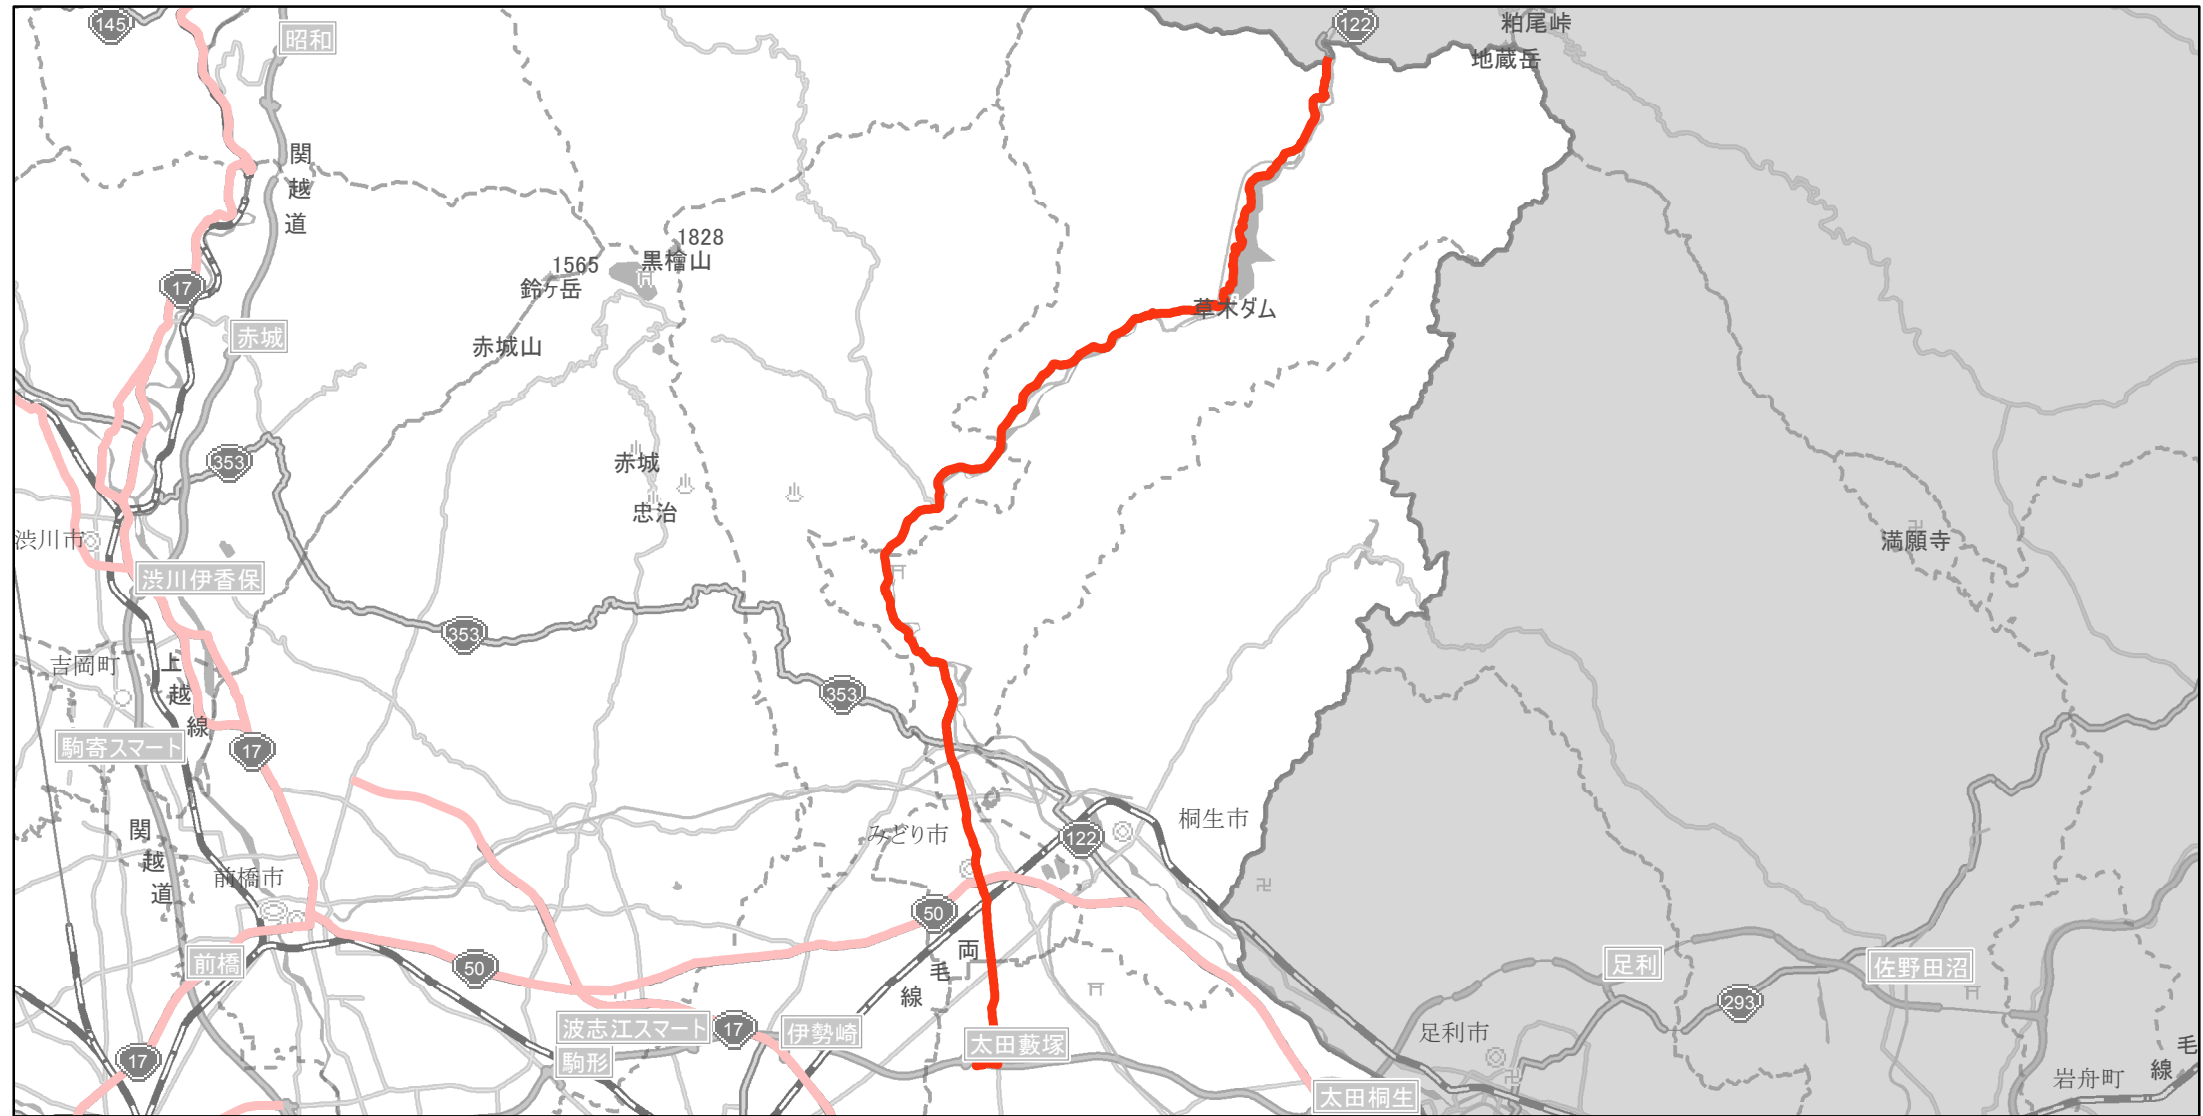 145
昭和
122
粕尾峠
地蔵岳
関越道
1828
黒檜山
1565
鈴ヶ岳
17
草木ダム
赤城
赤城山
353
赤城
忠治
渋川市
満願寺
渋川伊香保
353
吉岡町
上越線
353
駒寄スマート
17
関越道
みどり市
桐生市
122
前橋市
50
両毛線
前橋
50
足利
佐野田沼
293
波志江スマート
17
伊勢崎
太田藪塚
足利市
17
駒形
両毛線
岩舟町
太田桐生